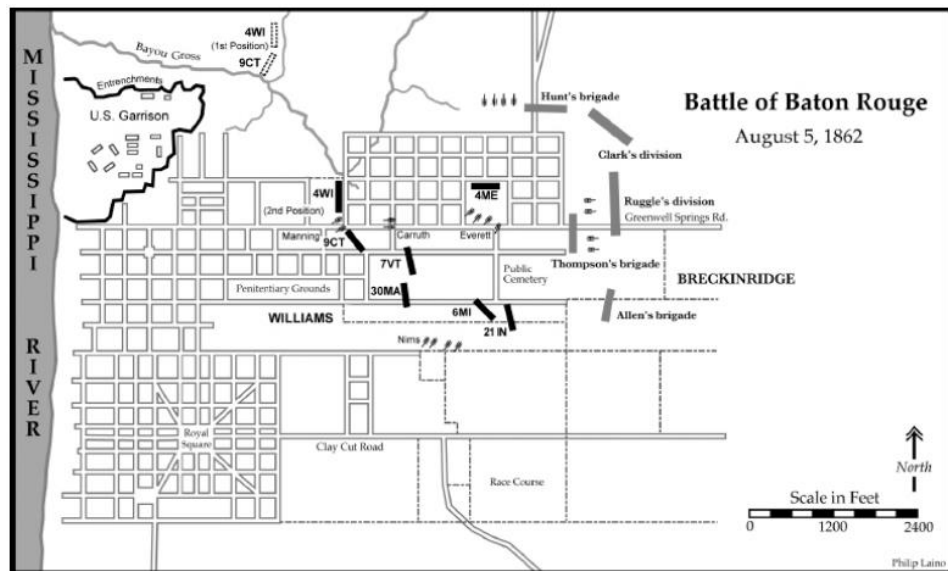 MISSISSIPPI RIVER
4WI
(1st Position)
9CT
Bayou Gross
Entrenchments
U.S. Garrison
Hunt's brigade
Battle of Baton Rouge
August 5, 1862
Clark's division
4WI
(2nd Position)
4ME
Ruggle's division
Greenwell Springs Rd.
Manning
9CT
Carruth
Everett
7VT
Public
Cemetery
Thompson's brigade
BRECKINRIDGE
Penitentiary Grounds
30MA
6MI
WILLIAMS
21 IN
Allen's brigade
Nims
Royal
Square
Clay Cut Road
Race Course
North
Scale in Feet
0 1200 2400
Philip Laino